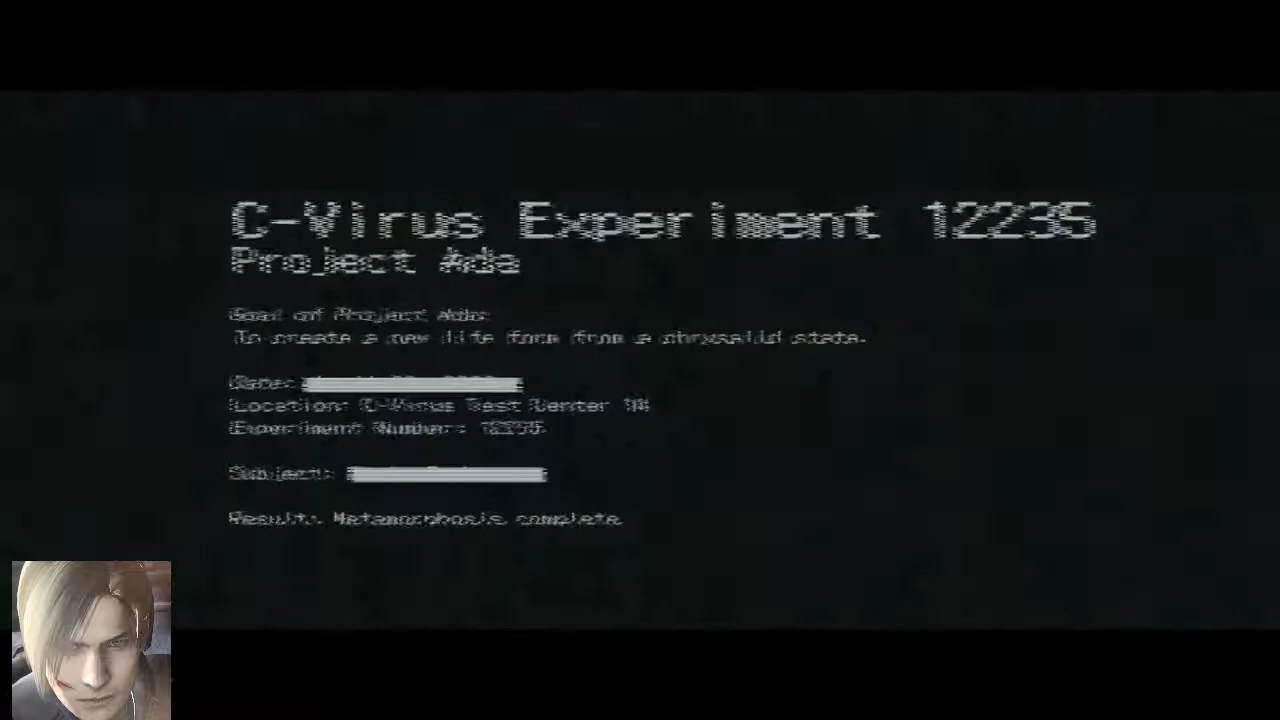 C-Virus Experiment 12235
Project Ada
Goal of Project Ada:
To create a new life form from a chrysalid state.
Date:
Location: C-Virus Test Center
Experiment Number: 12235
Subject:
Result: Metamorphosis complete